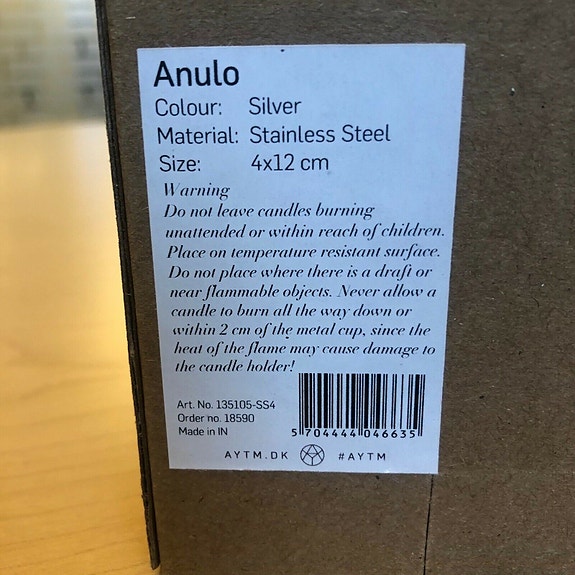 Anulo
Colour: Silver
Material: Stainless Steel
Size: 4x12 cm
Warning
Do not leave candles burning
unattended or within reach of children.
Place on temperature resistant surface.
Do not place where there is a draft or
near flammable objects. Never allow a
candle to burn all the way down or
within 2 cm of the metal cup, since the
heat of the flame may cause damage to
the candle holder!
Art. No. 135105-SS4
Order no. 18590
Made in IN
5 704444 046635
AYTM.DK #AYTM